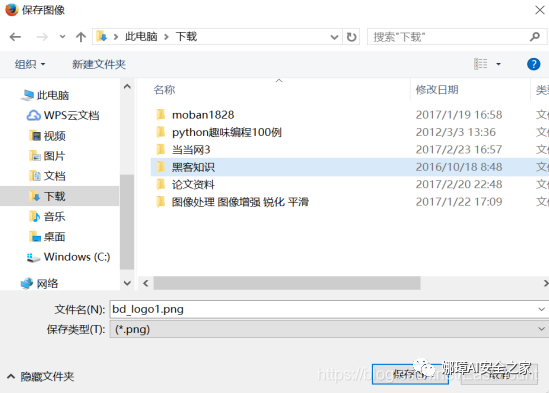 保存图像
此电脑 > 下载
搜索"下载"
组织 新建文件夹
名称 修改日期
此电脑
WPS云文档
视频
图片
文档
下载
音乐
桌面
Windows (C:)
网络
moban1828 2017/1/19 16:58 文
python趣味编程100例 2012/3/3 13:36 文
当当网3 2017/2/23 16:57 文
黑客知识 2016/10/18 8:48 文
论文资料 2017/2/20 22:48 文
图像处理 图像增强 锐化 平滑 2017/1/22 17:09 文
文件名(N): bd_logo1.png
保存类型(T): (*.png)
隐藏文件夹
保存(S) 取消
娜璋AI安全之家